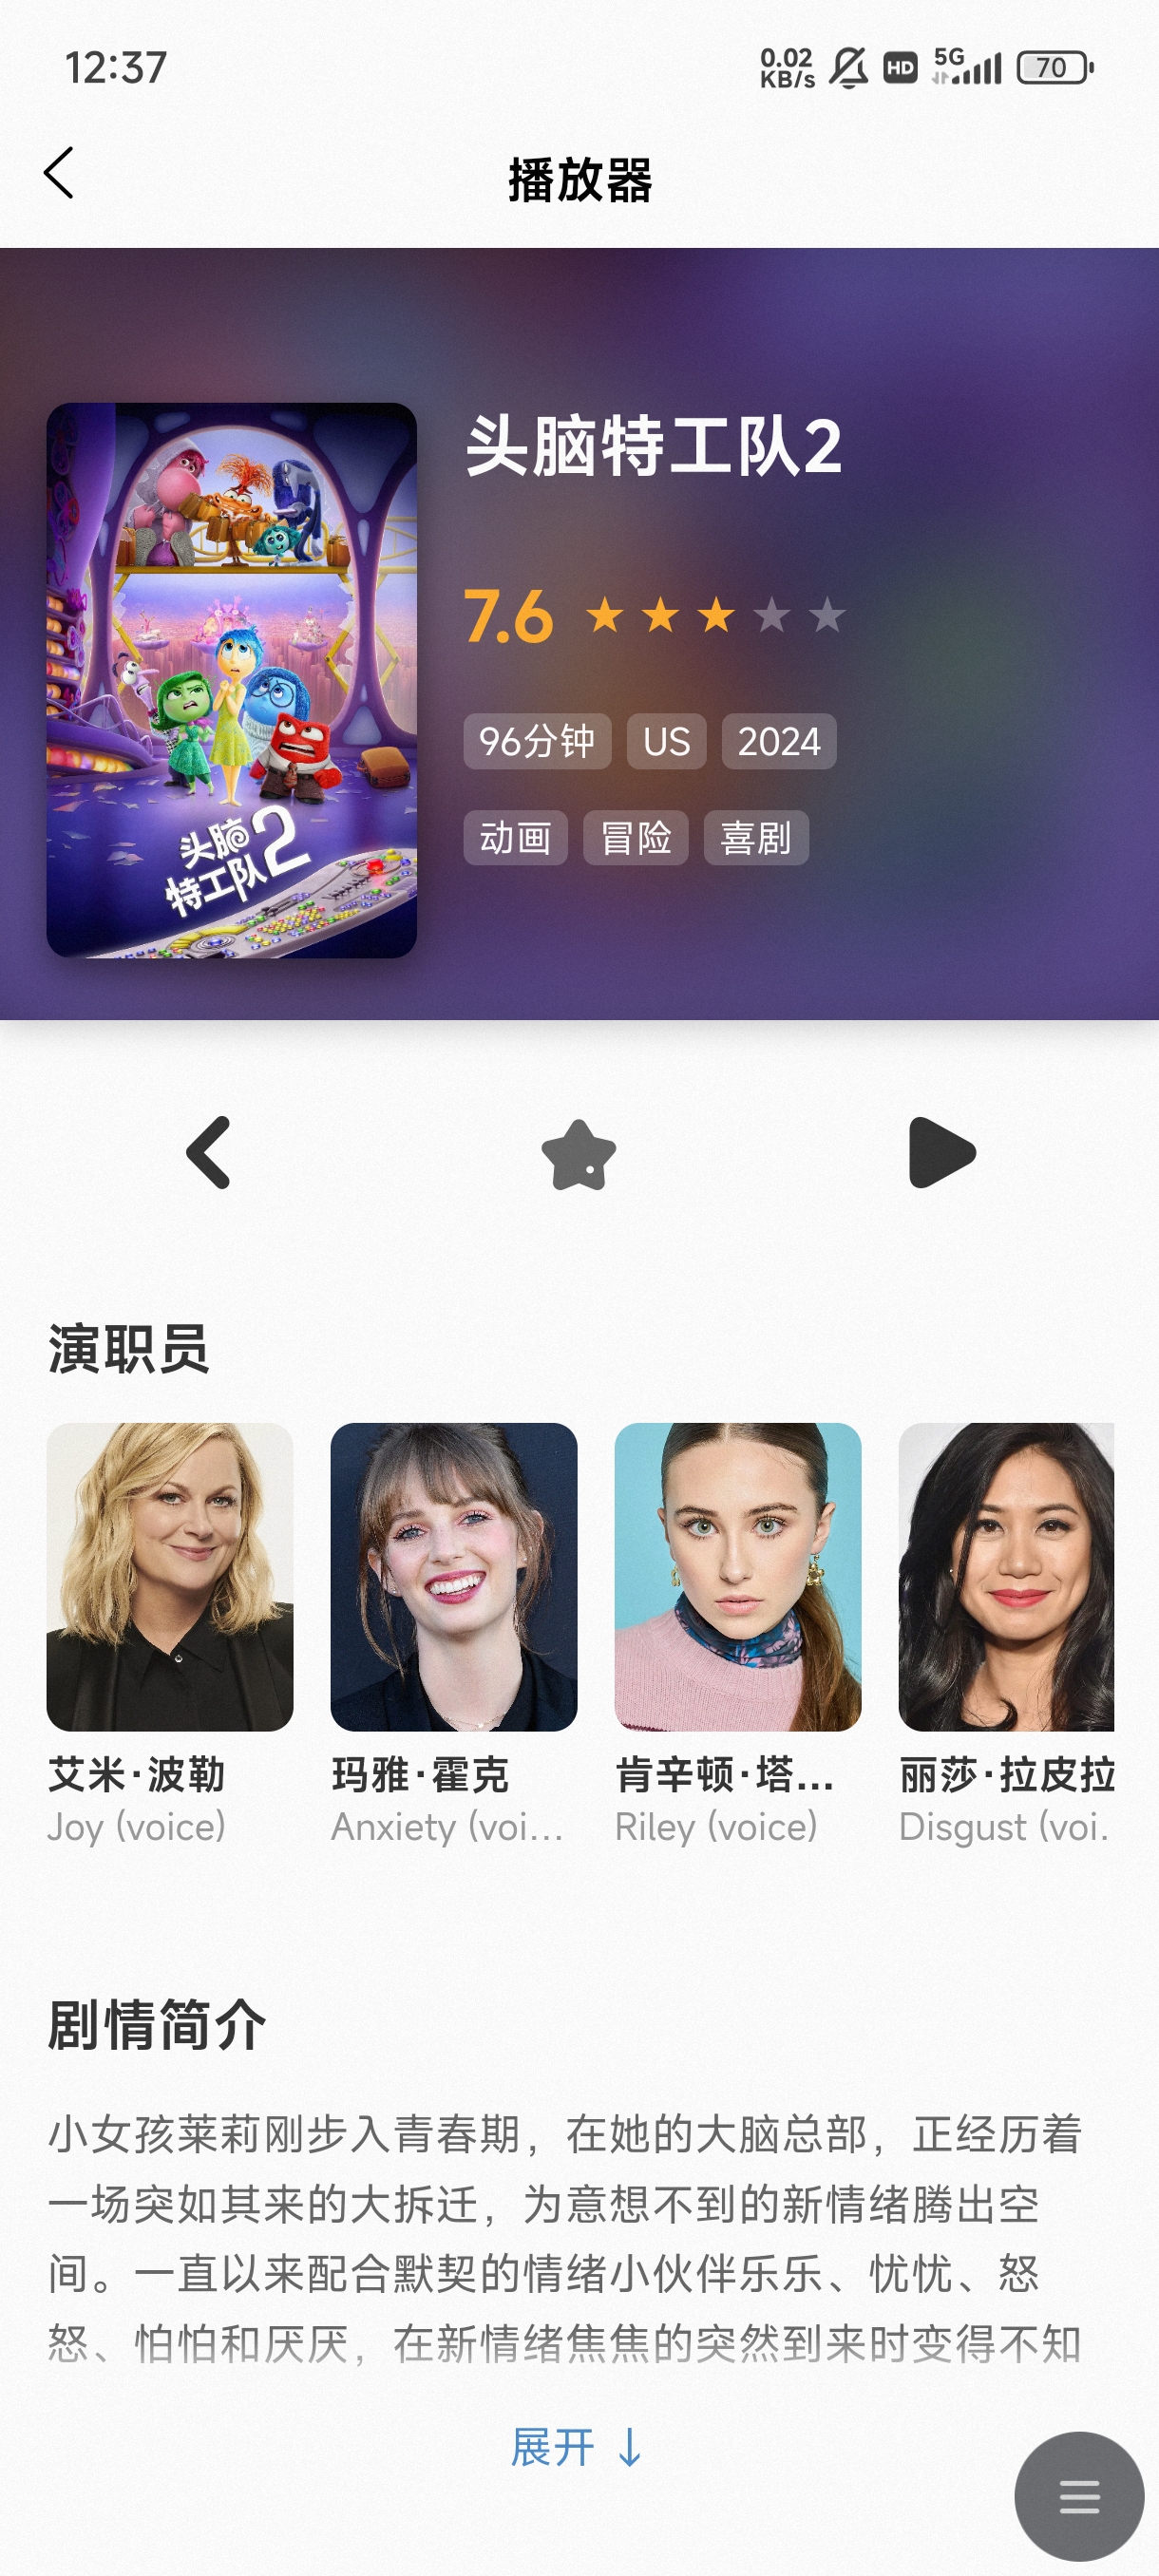 12:37
0.02
KB/s
HD
5G
70
播放器
头脑特工队2
7.6
96分钟 US 2024
动画 冒险 喜剧
头脑
特工队2
演职员
艾米·波勒 玛雅·霍克 肯辛顿·塔... 丽莎·拉皮拉
Joy (voice) Anxiety (voi... Riley (voice) Disgust (voi.
剧情简介
小女孩莱莉刚步入青春期，在她的大脑总部，正经历着
一场突如其来的大拆迁，为意想不到的新情绪腾出空
间。一直以来配合默契的情绪小伙伴乐乐、忧忧、怒
怒、怕怕和厌厌，在新情绪焦焦的突然到来时变得不知
展开 ↓